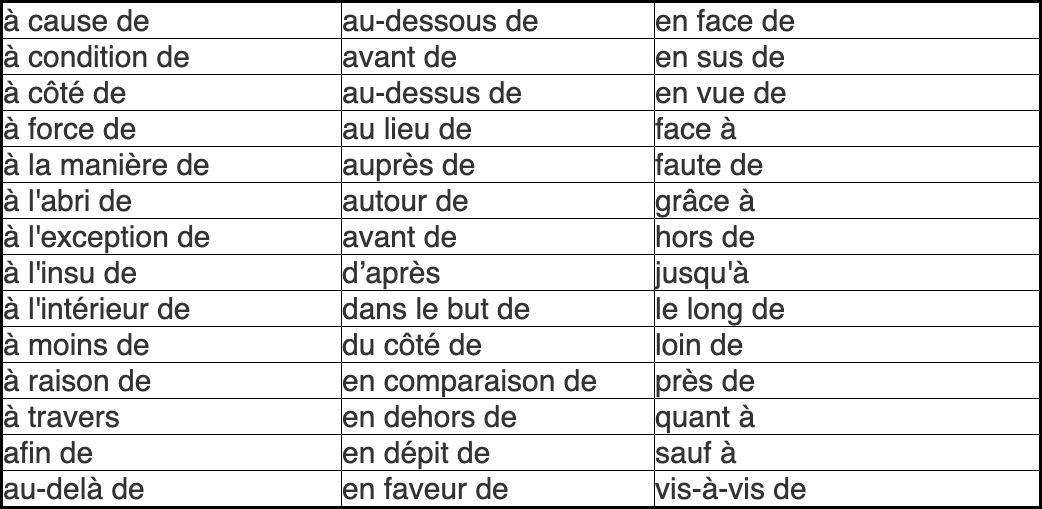 à cause de au-dessous de en face de
à condition de avant de en sus de
à côté de au-dessus de en vue de
à force de au lieu de face à
à la manière de auprès de faute de
à l'abri de autour de grâce à
à l'exception de avant de hors de
à l'insu de d’après jusqu'à
à l'intérieur de dans le but de le long de
à moins de du côté de loin de
à raison de en comparaison de près de
à travers en dehors de quant à
afin de en dépit de sauf à
au-delà de en faveur de vis-à-vis de